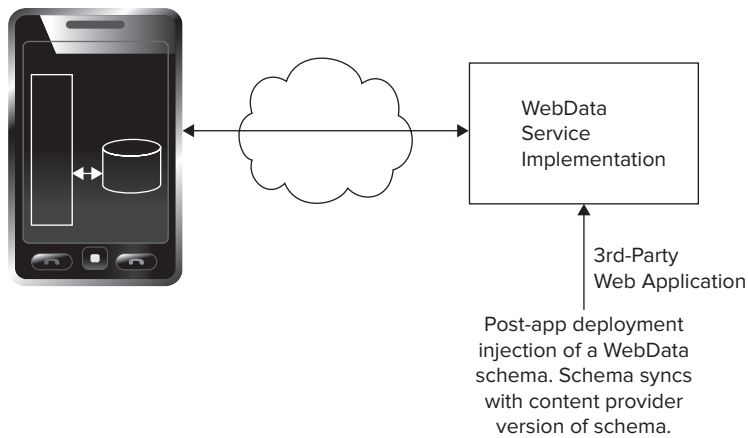 WebData
Service
Implementation
3rd-Party
Web Application
Post-app deployment
injection of a WebData
schema. Schema syncs
with content provider
version of schema.